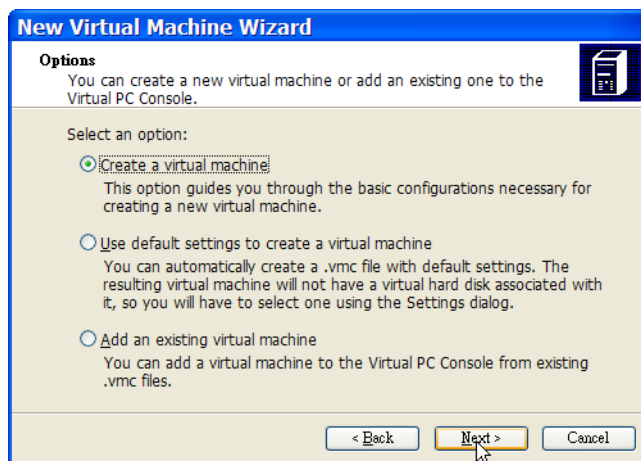 New Virtual Machine Wizard
Options
You can create a new virtual machine or add an existing one to the
Virtual PC Console.
Select an option:
Create a virtual machine
This option guides you through the basic configurations necessary for
creating a new virtual machine.
Use default settings to create a virtual machine
You can automatically create a .vmc file with default settings. The
resulting virtual machine will not have a virtual hard disk associated with
it, so you will have to select one using the Settings dialog.
Add an existing virtual machine
You can add a virtual machine to the Virtual PC Console from existing
.vmc files.
< Back Next > Cancel